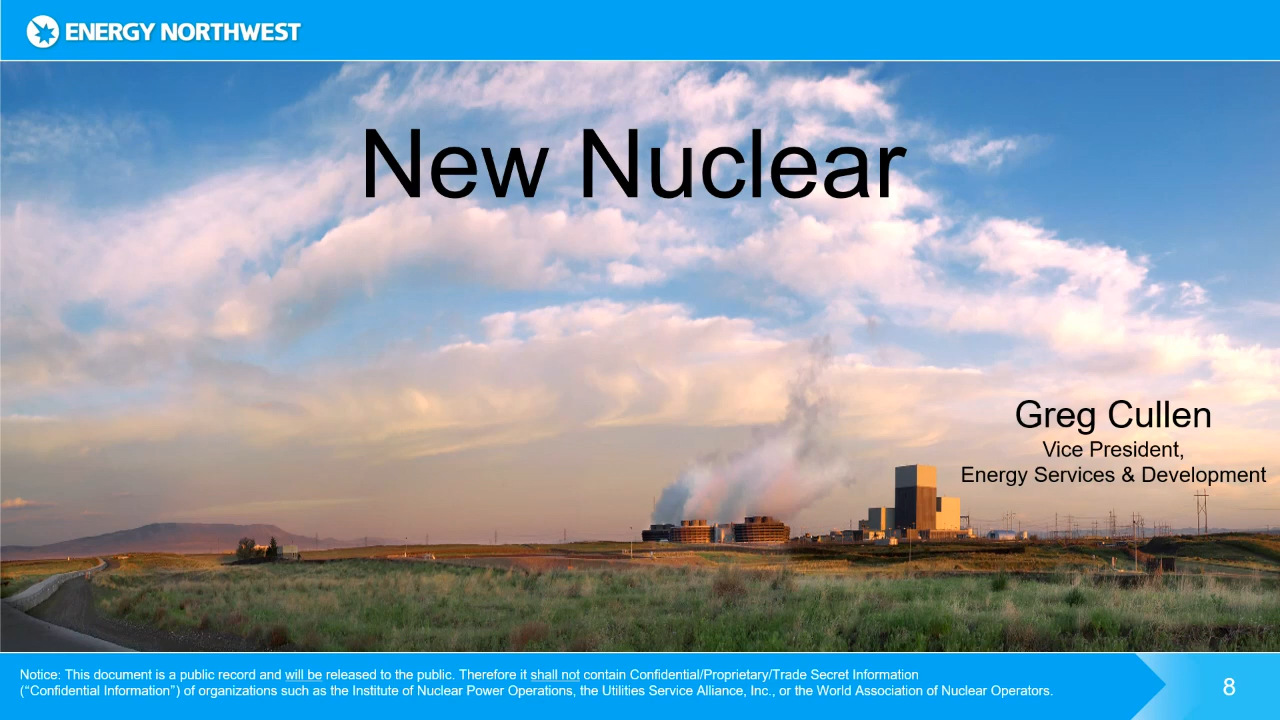 ENERGY NORTHWEST
New Nuclear
Greg Cullen
Vice President,
Energy Services & Development
Notice: This document is a public record and will be released to the public. Therefore it shall not contain Confidential/Proprietary/Trade Secret Information
(“Confidential Information”) of organizations such as the Institute of Nuclear Power Operations, the Utilities Service Alliance, Inc., or the World Association of Nuclear Operators.
8